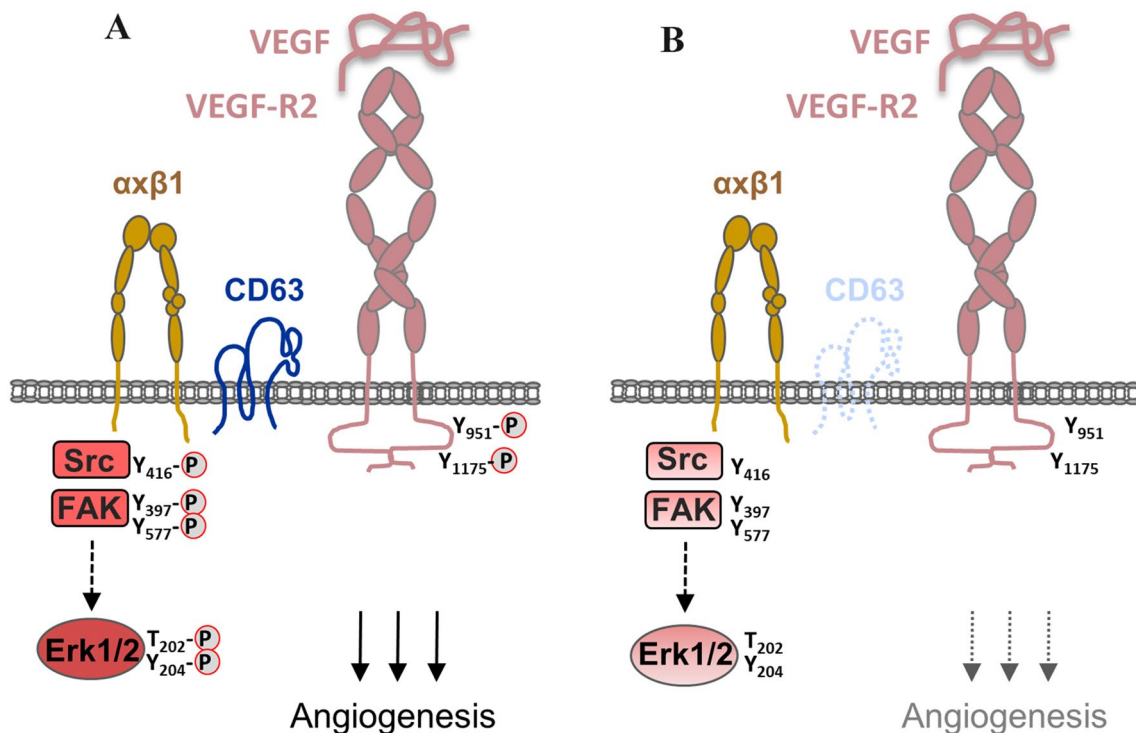 A
VEGF
VEGF-R2
αxβ1
CD63
Y951-P
Y1175-P
Src
Y416-P
FAK
Y397-P
Y577-P
Erk1/2
T202-P
Y204-P
Angiogenesis
B
VEGF
VEGF-R2
αxβ1
CD63
Y951
Y1175
Src
Y416
FAK
Y397
Y577
Erk1/2
T202
Y204
Angiogenesis